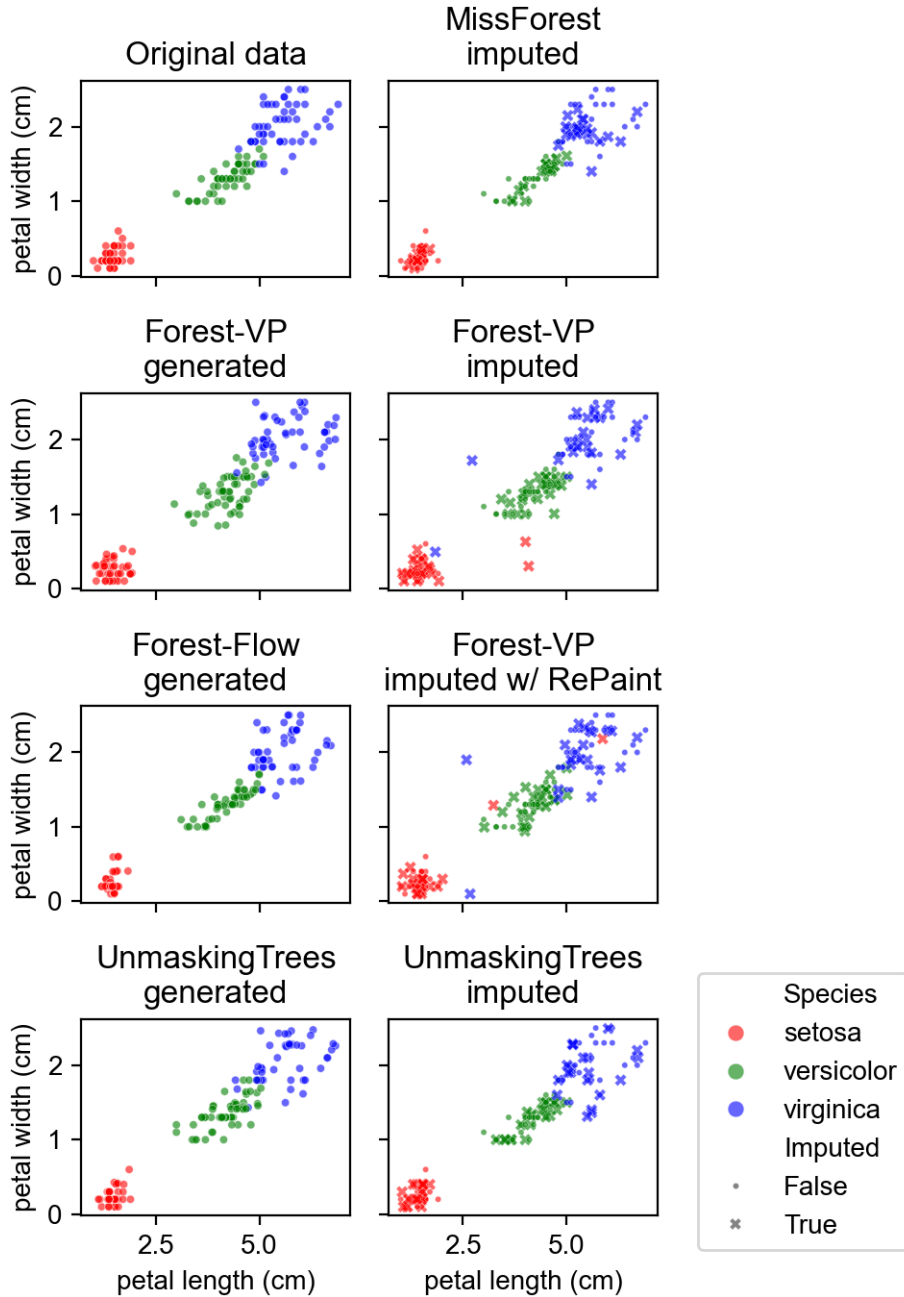 Original data
MissForest
imputed
petal width (cm)
2
1
0
Forest-VP
generated
Forest-VP
imputed
petal width (cm)
2
1
0
Forest-Flow
generated
Forest-VP
imputed w/ RePaint
petal width (cm)
2
1
0
UnmaskingTrees
generated
UnmaskingTrees
imputed
petal width (cm)
2
1
0
2.5 5.0
petal length (cm)
2.5 5.0
petal length (cm)
Species
setosa
versicolor
virginica
Imputed
False
True